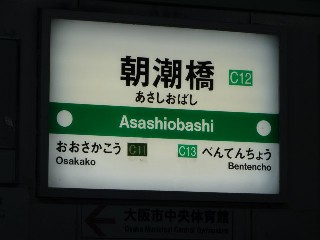 朝潮橋 C12
あさしおばし
Asashiobashi
おおさかこう C11 C13 べんてんちょう
Osakako Bentencho
大阪市中央体育館